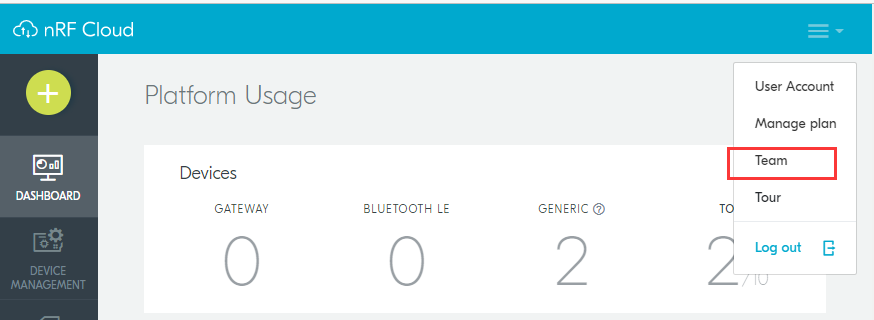 nRF Cloud
Platform Usage
User Account
Manage plan
Team
Tour
Log out
DASHBOARD
DEVICE
MANAGEMENT
Devices
GATEWAY
BLUETOOTH LE
GENERIC ?
0
0
2
2/10